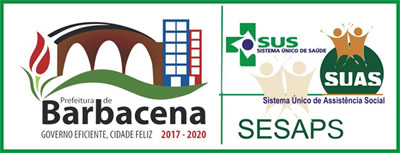 Prefeitura de
Barbacena
GOVERNO EFICIENTE, CIDADE FELIZ 2017 - 2020
SUS
SISTEMA ÚNICO DE SAÚDE
SUAS
Sistema Único de Assistência Social
SESAPS